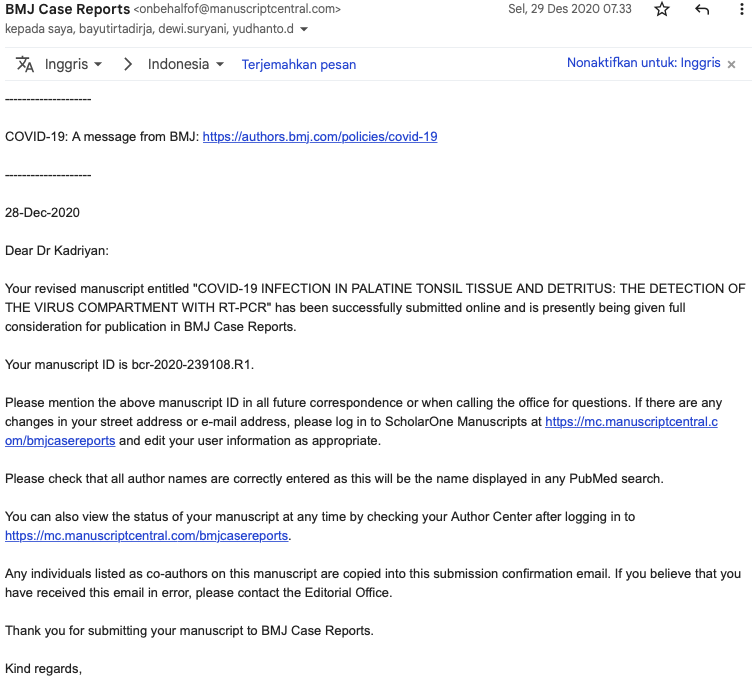 BMJ Case Reports <onbehalfof@manuscriptcentral.com> Sel, 29 Des 2020 07.33
kepada saya, bayutirtadirja, dewi.suryani, yudhanto.d
Inggris > Indonesia Terjemahkan pesan Nonaktifkan untuk: Inggris ×
--------------------
COVID-19: A message from BMJ: https://authors.bmj.com/policies/covid-19
--------------------
28-Dec-2020
Dear Dr Kadriyan:
Your revised manuscript entitled "COVID-19 INFECTION IN PALATINE TONSIL TISSUE AND DETRITUS: THE DETECTION OF
THE VIRUS COMPARTMENT WITH RT-PCR" has been successfully submitted online and is presently being given full
consideration for publication in BMJ Case Reports.
Your manuscript ID is bcr-2020-239108.R1.
Please mention the above manuscript ID in all future correspondence or when calling the office for questions. If there are any
changes in your street address or e-mail address, please log in to ScholarOne Manuscripts at https://mc.manuscriptcentral.c
om/bmjcasereports and edit your user information as appropriate.
Please check that all author names are correctly entered as this will be the name displayed in any PubMed search.
You can also view the status of your manuscript at any time by checking your Author Center after logging in to
https://mc.manuscriptcentral.com/bmjcasereports.
Any individuals listed as co-authors on this manuscript are copied into this submission confirmation email. If you believe that you
have received this email in error, please contact the Editorial Office.
Thank you for submitting your manuscript to BMJ Case Reports.
Kind regards,